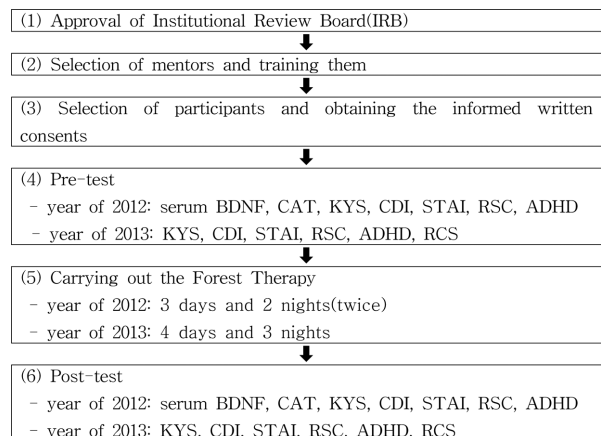 (1) Approval of Institutional Review Board(IRB)
(2) Selection of mentors and training them
(3) Selection of participants and obtaining the informed written
consents
(4) Pre-test
- year of 2012: serum BDNF, CAT, KYS, CDI, STAI, RSC, ADHD
- year of 2013: KYS, CDI, STAI, RSC, ADHD, RCS
(5) Carrying out the Forest Therapy
- year of 2012: 3 days and 2 nights(twice)
- year of 2013: 4 days and 3 nights
(6) Post-test
- year of 2012: serum BDNF, CAT, KYS, CDI, STAI, RSC, ADHD
- year of 2013: KYS, CDI, STAI, RSC, ADHD, RCS